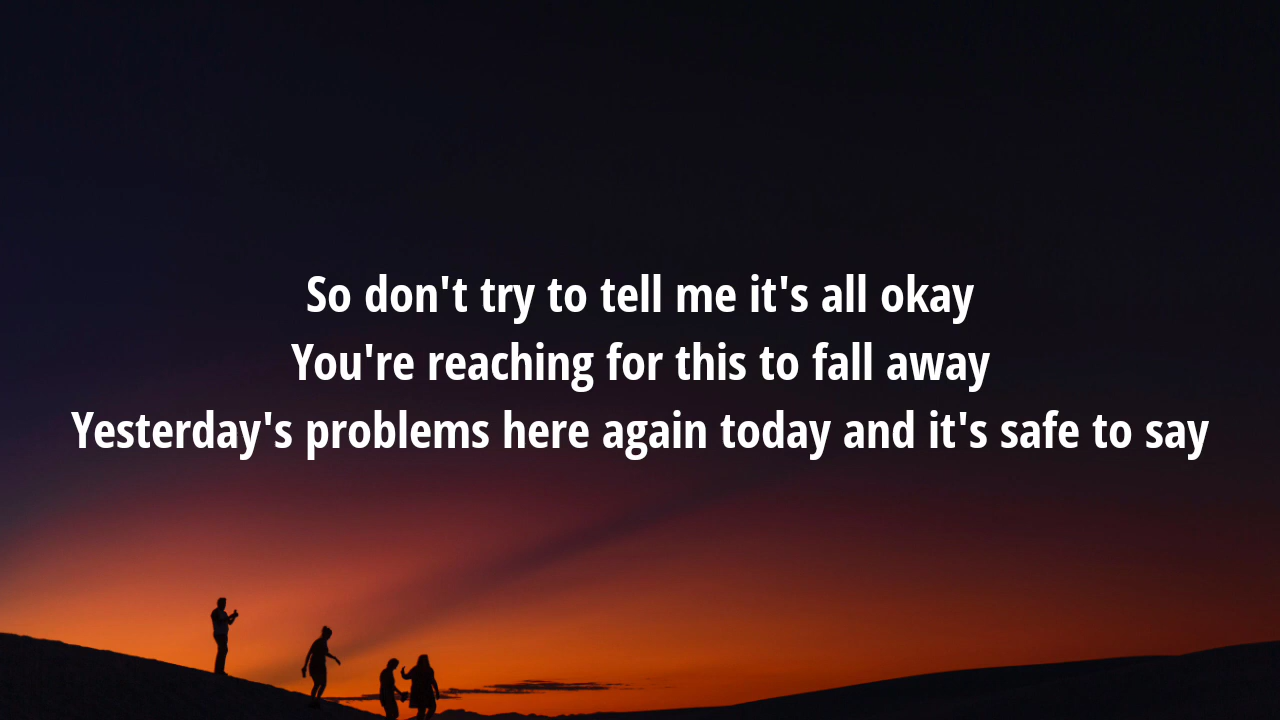 So don't try to tell me it's all okay
You're reaching for this to fall away
Yesterday's problems here again today and it's safe to say